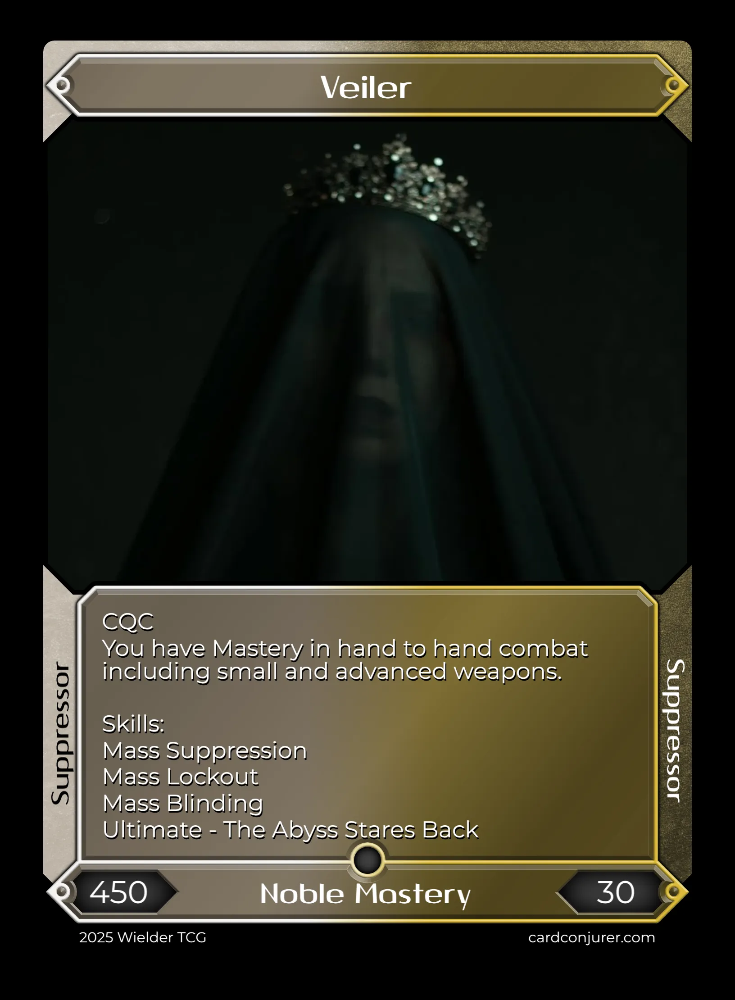 Veiler
CQC
You have Mastery in hand to hand combat
including small and advanced weapons.
Skills:
Mass Suppression
Mass Lockout
Mass Blinding
Ultimate - The Abyss Stares Back
Suppressor
Suppressor
450
Noble Mastery
30
2025 Wielder TCG
cardconjurer.com